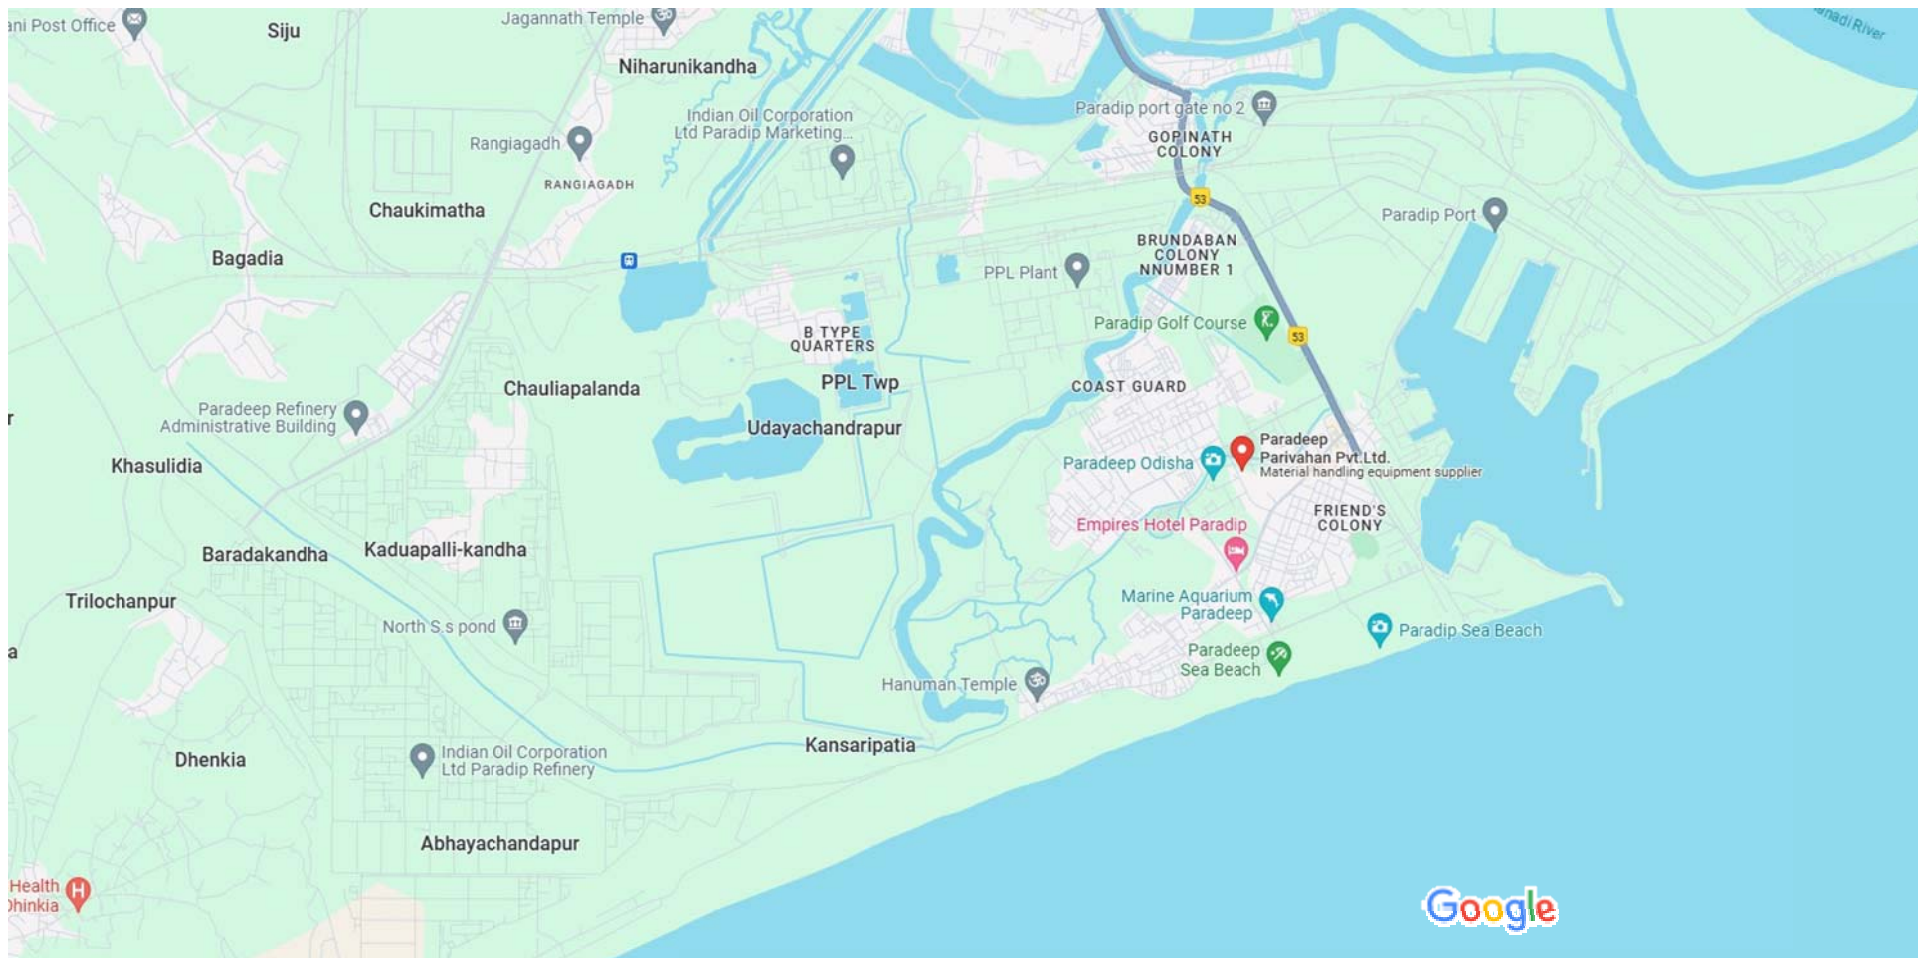 ani Post Office
Siju
Jagannath Temple
anadi River
Niharunikandha
Indian Oil Corporation
Ltd Paradip Marketing...
Paradip port gate no 2
GOPINATH
COLONY
Rangiagadh
RANGIAGADH
53
Chaukimatha
Paradip Port
BRUNDABAN
COLONY
NNUMBER 1
Bagadia
PPL Plant
Paradip Golf Course
53
B TYPE
QUARTERS
PPL Twp
COAST GUARD
Chauliapalanda
Paradeep Refinery
Administrative Building
r
Udayachandrapur
Paradeep
Parivahan Pvt.Ltd.
Material handling equipment supplier
Paradeep Odisha
Khasulidia
FRIEND'S
COLONY
Empires Hotel Paradip
Baradakandha
Kaduapalli-kandha
Trilochanpur
Marine Aquarium
Paradeep
North S.s pond
Paradip Sea Beach
a
Paradeep
Sea Beach
Hanuman Temple
Kansaripatia
Dhenkia
Indian Oil Corporation
Ltd Paradip Refinery
Abhayachandapur
Health
Dhinkia
H
Google